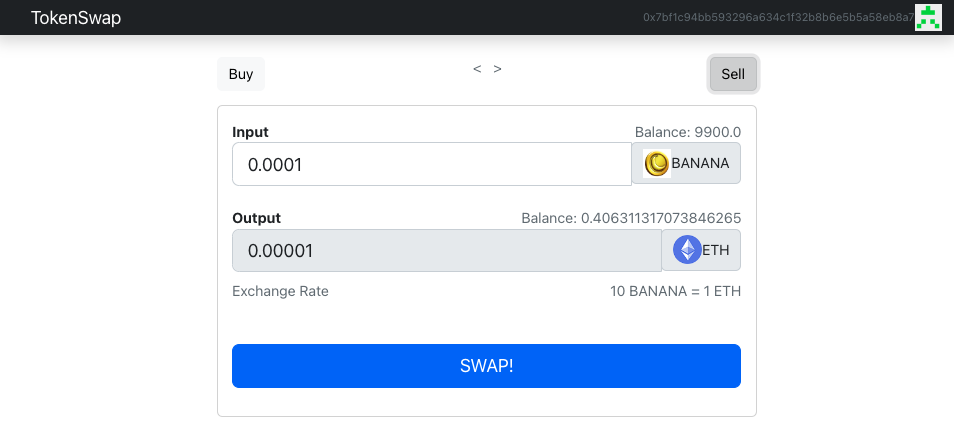 TokenSwap
0x7bf1c94bb593296a634c1f32b8b6e5b5a58eb8a7
Buy
< >
Sell
Input
Balance: 9900.0
0.0001
BANANA
Output
Balance: 0.406311317073846265
0.00001
ETH
Exchange Rate
10 BANANA = 1 ETH
SWAP!